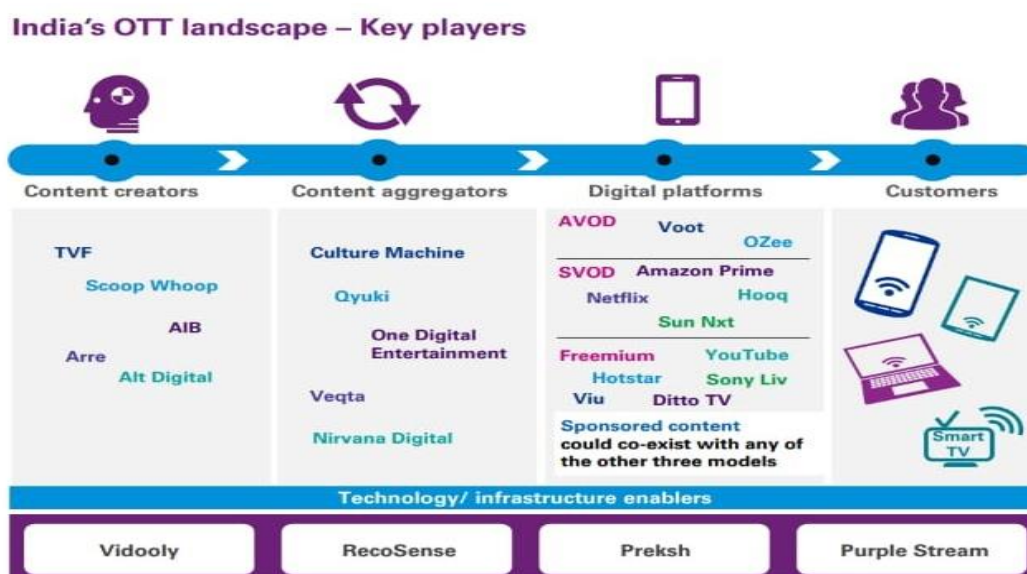 India's OTT landscape – Key players
Content creators
Content aggregators
Digital platforms
Customers
TVF
Scoop Whoop
AIB
Arre
Alt Digital
Culture Machine
Qyuki
One Digital
Entertainment
Veqta
Nirvana Digital
AVOD
Voot
OZee
SVOD
Amazon Prime
Netflix
Hooq
Sun Nxt
Freemium
YouTube
Hotstar
Sony Liv
Viu
Ditto TV
Sponsored content
could co-exist with any of
the other three models
Smart
TV
Technology/ infrastructure enablers
Vidooly
RecoSense
Preksh
Purple Stream